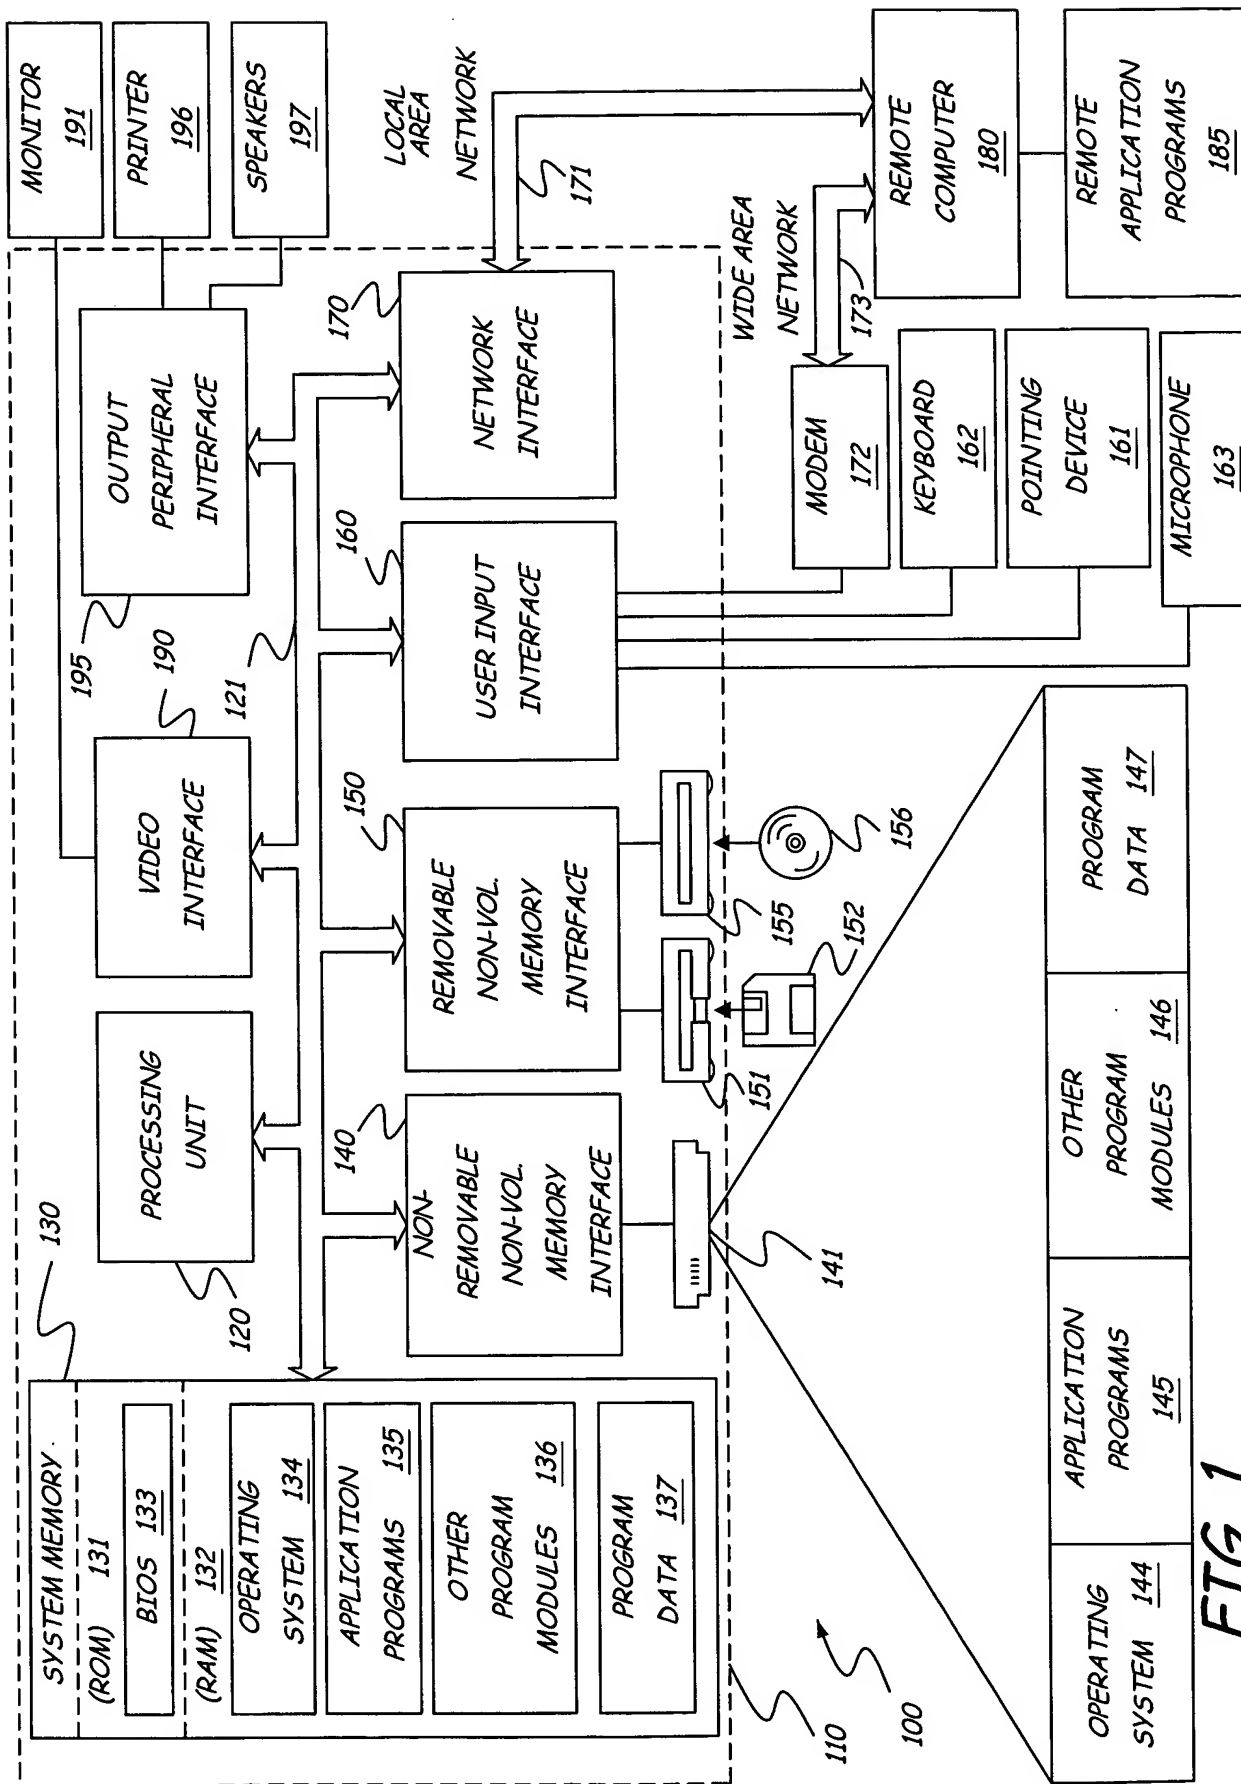 SYSTEM MEMORY
(ROM) 131
BIOS 133
(RAM) 132
OPERATING
SYSTEM 134
APPLICATION
PROGRAMS 135
OTHER
PROGRAM
MODULES 136
PROGRAM
DATA 137
130
PROCESSING
UNIT
120
VIDEO
INTERFACE
190
121
OUTPUT
PERIPHERAL
INTERFACE
195
MONITOR
191
PRINTER
196
SPEAKERS
197
NON-
REMOVABLE
NON-VOL.
MEMORY
INTERFACE
140
REMOVABLE
NON-VOL.
MEMORY
INTERFACE
150
USER INPUT
INTERFACE
160
NETWORK
INTERFACE
170
LOCAL
AREA
NETWORK
171
141
151
152
155
156
WIDE AREA
NETWORK
173
MODEM
172
KEYBOARD
162
POINTING
DEVICE
161
MICROPHONE
163
REMOTE
COMPUTER
180
REMOTE
APPLICATION
PROGRAMS
185
110
100
OPERATING
SYSTEM 144
APPLICATION
PROGRAMS
145
OTHER
PROGRAM
MODULES 146
PROGRAM
DATA 147
FIG. 1